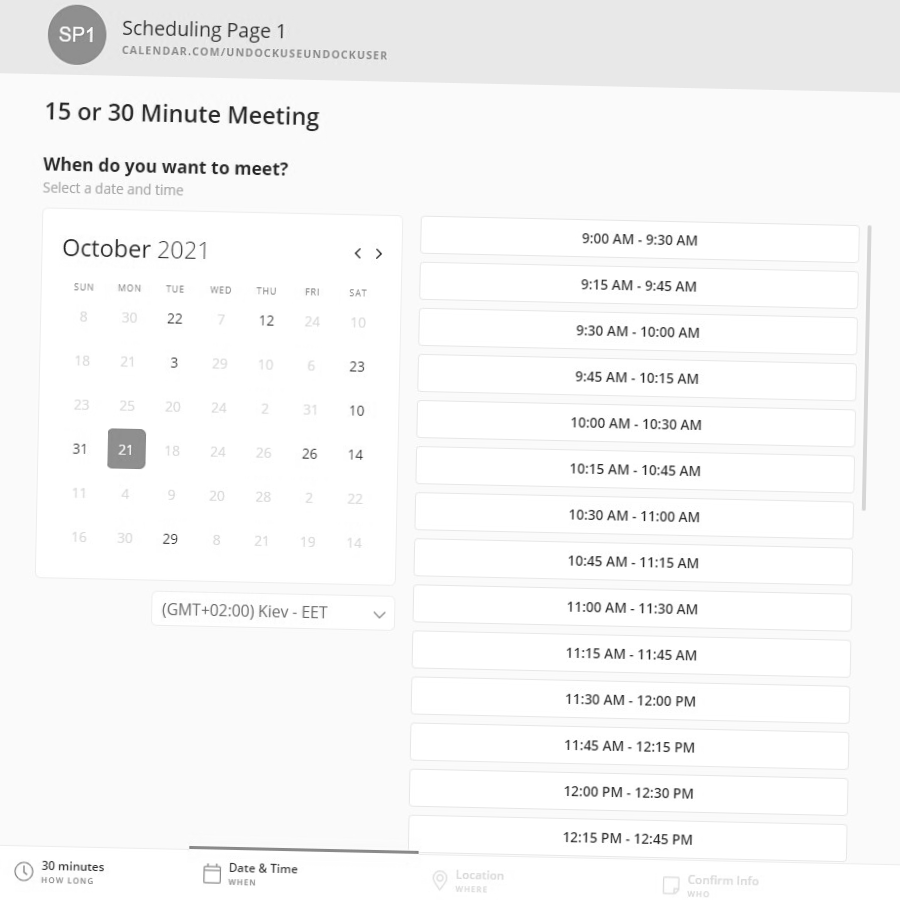 SP1
Scheduling Page 1
CALENDAR.COM/UNDOCKUSEUNDOCKUSER
15 or 30 Minute Meeting
When do you want to meet?
Select a date and time
October 2021
SUN MON TUE WED THU FRI SAT
8 30 22 7 12 24 10
18 21 3 29 10 6 23
23 25 20 24 2 31 10
31 21 18 24 26 26 14
11 4 9 20 28 2 22
16 30 29 8 21 19 14
(GMT+02:00) Kiev - EET
9:00 AM - 9:30 AM
9:15 AM - 9:45 AM
9:30 AM - 10:00 AM
9:45 AM - 10:15 AM
10:00 AM - 10:30 AM
10:15 AM - 10:45 AM
10:30 AM - 11:00 AM
10:45 AM - 11:15 AM
11:00 AM - 11:30 AM
11:15 AM - 11:45 AM
11:30 AM - 12:00 PM
11:45 AM - 12:15 PM
12:00 PM - 12:30 PM
12:15 PM - 12:45 PM
30 minutes
HOW LONG
Date & Time
WHEN
Location
WHERE
Confirm Info
WHO